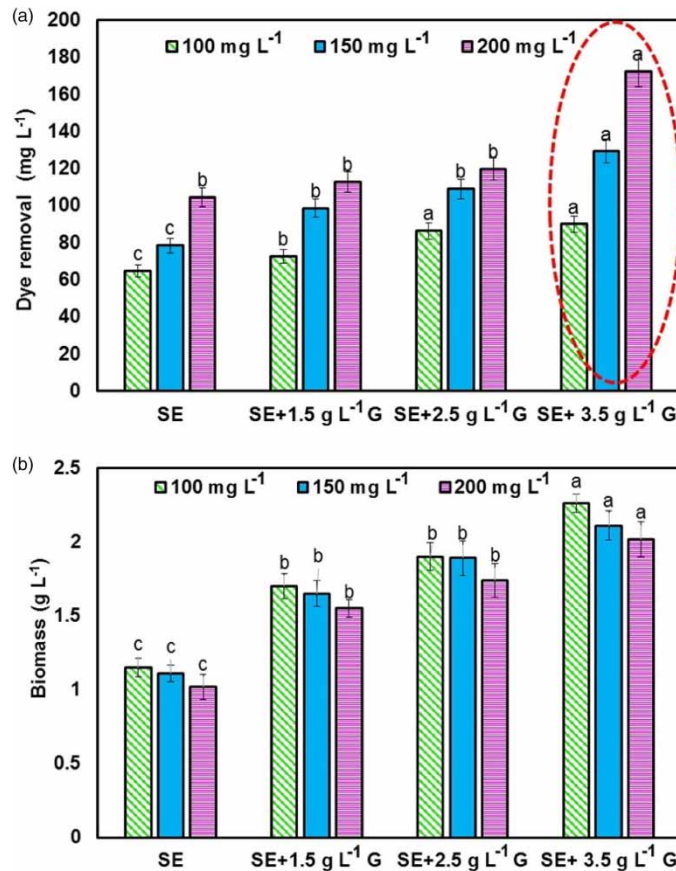 (a)
200
180
160
140
120
100
80
60
40
20
0
Dye removal (mg L⁻¹)
100 mg L⁻¹ 150 mg L⁻¹ 200 mg L⁻¹
c c b
b b b
a b b
a a a
SE SE+1.5 g L⁻¹ G SE+2.5 g L⁻¹ G SE+ 3.5 g L⁻¹ G
(b)
2.5
2
1.5
1
0.5
0
Biomass (g L⁻¹)
100 mg L⁻¹ 150 mg L⁻¹ 200 mg L⁻¹
c c c
b b b
b b b
a a a
SE SE+1.5 g L⁻¹ G SE+2.5 g L⁻¹ G SE+ 3.5 g L⁻¹ G